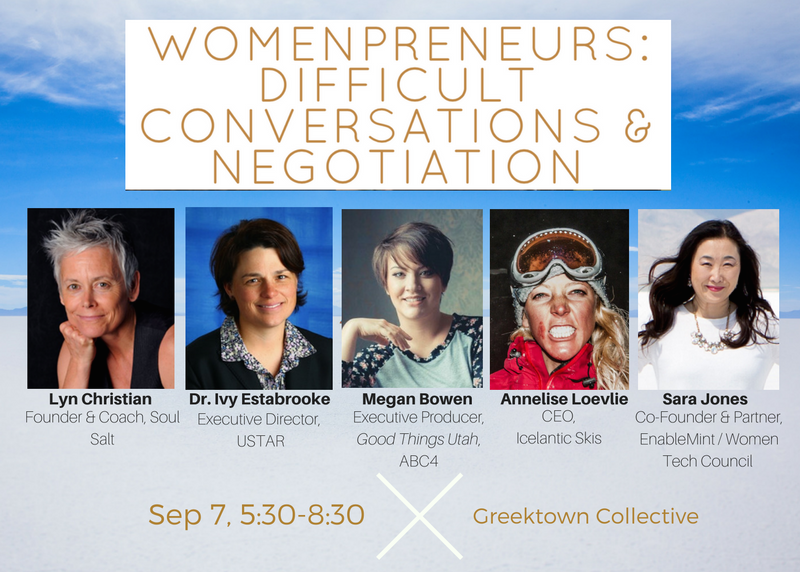 WOMENPRENEURS:
DIFFICULT
CONVERSATIONS &
NEGOTIATION
Lyn Christian
Founder & Coach, Soul
Salt
Dr. Ivy Estabrooke
Executive Director,
USTAR
Megan Bowen
Executive Producer,
Good Things Utah,
ABC4
Annelise Loevlie
CEO,
Icelantic Skis
Sara Jones
Co-Founder & Partner,
EnableMint / Women
Tech Council
Sep 7, 5:30-8:30
Greektown Collective